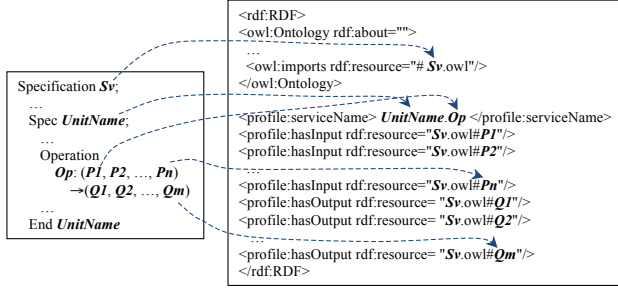 Specification Sv;
…
Spec UnitName;
…
Operation
Op: (P1, P2, …, Pn)
→(Q1, Q2, …, Qm)
…
End UnitName
<rdf:RDF>
<owl:Ontology rdf:about="">
…
<owl:imports rdf:resource="# Sv.owl"/>
</owl:Ontology>
<profile:serviceName> UnitName.Op </profile:serviceName>
<profile:hasInput rdf:resource="Sv.owl#P1"/>
<profile:hasInput rdf:resource="Sv.owl#P2"/>
…
<profile:hasInput rdf:resource="Sv.owl#Pn"/>
<profile:hasOutput rdf:resource= "Sv.owl#Q1"/>
<profile:hasOutput rdf:resource= "Sv.owl#Q2"/>
…
<profile:hasOutput rdf:resource= "Sv.owl#Qm"/>
</rdf:RDF>